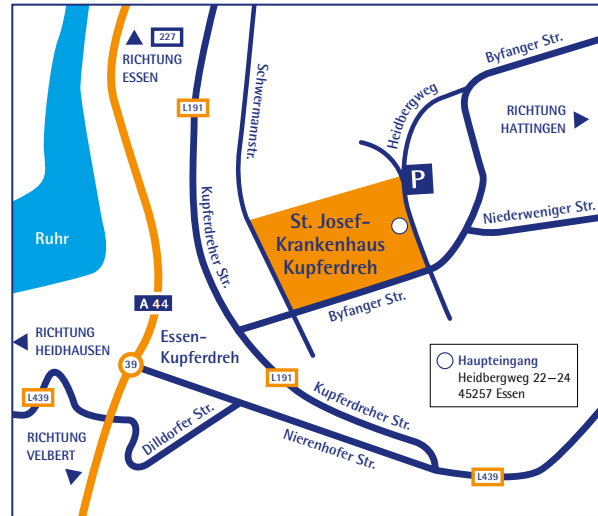 227
RICHTUNG
ESSEN
L191
Schwermannstr.
Heidbergweg
Byfanger Str.
RICHTUNG
HATTINGEN
P
Kupferdreher Str.
St. Josef-
Krankenhaus
Kupferdreh
Niederweniger Str.
Ruhr
A 44
Byfanger Str.
RICHTUNG
HEIDHAUSEN
Essen-
Kupferdreh
39
L191
Haupteingang
Heidbergweg 22–24
45257 Essen
L439
Kupferdreher Str.
Dilldorfer Str.
Nierenhofer Str.
RICHTUNG
VELBERT
L439